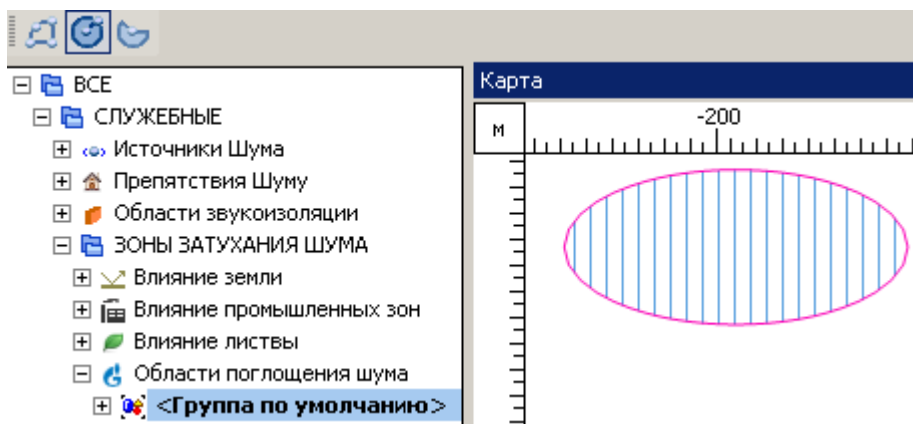 ВСЕ
СЛУЖЕБНЫЕ
Источники Шума
Препятствия Шуму
Области звукоизоляции
ЗОНЫ ЗАТУХАНИЯ ШУМА
Влияние земли
Влияние промышленных зон
Влияние листвы
Области поглощения шума
<Группа по умолчанию>
Карта
м
-200